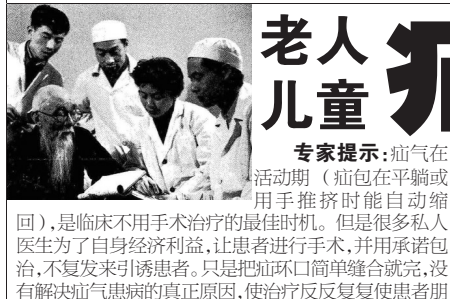 老人
儿童
专家提示:疝气在
活动期（疝包在平躺或
用手推挤时能自动缩
回）,是临床不用手术治疗的最佳时机。但是很多私人
医生为了自身经济利益,让患者进行手术,并用承诺包
治,不复发来引诱患者。只是把疝环口简单缝合就完,没
有解决疝气患病的真正原因,使治疗反反复复使患者朋